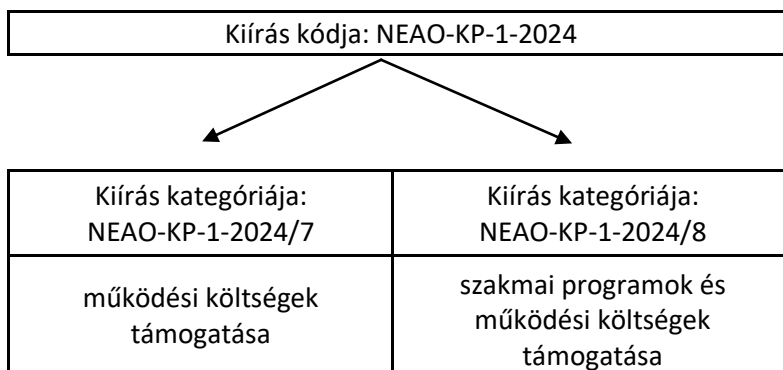 Kiírás kódja: NEAO-KP-1-2024
Kiírás kategóriája:
NEAO-KP-1-2024/7
Kiírás kategóriája:
NEAO-KP-1-2024/8
működési költségek
támogatása
szakmai programok és
működési költségek
támogatása